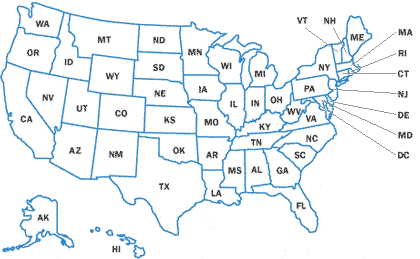 VT NH
WA ME MA
MT ND
OR MN RI
ID SD WI NY CT
WY MI
NE IA PA NJ
NV OH
UT CO IL IN DE
CA KS MO WV VA MD
KY
AZ NM OK TN NC DC
AR SC
TX MS AL GA
LA
AK FL
HI